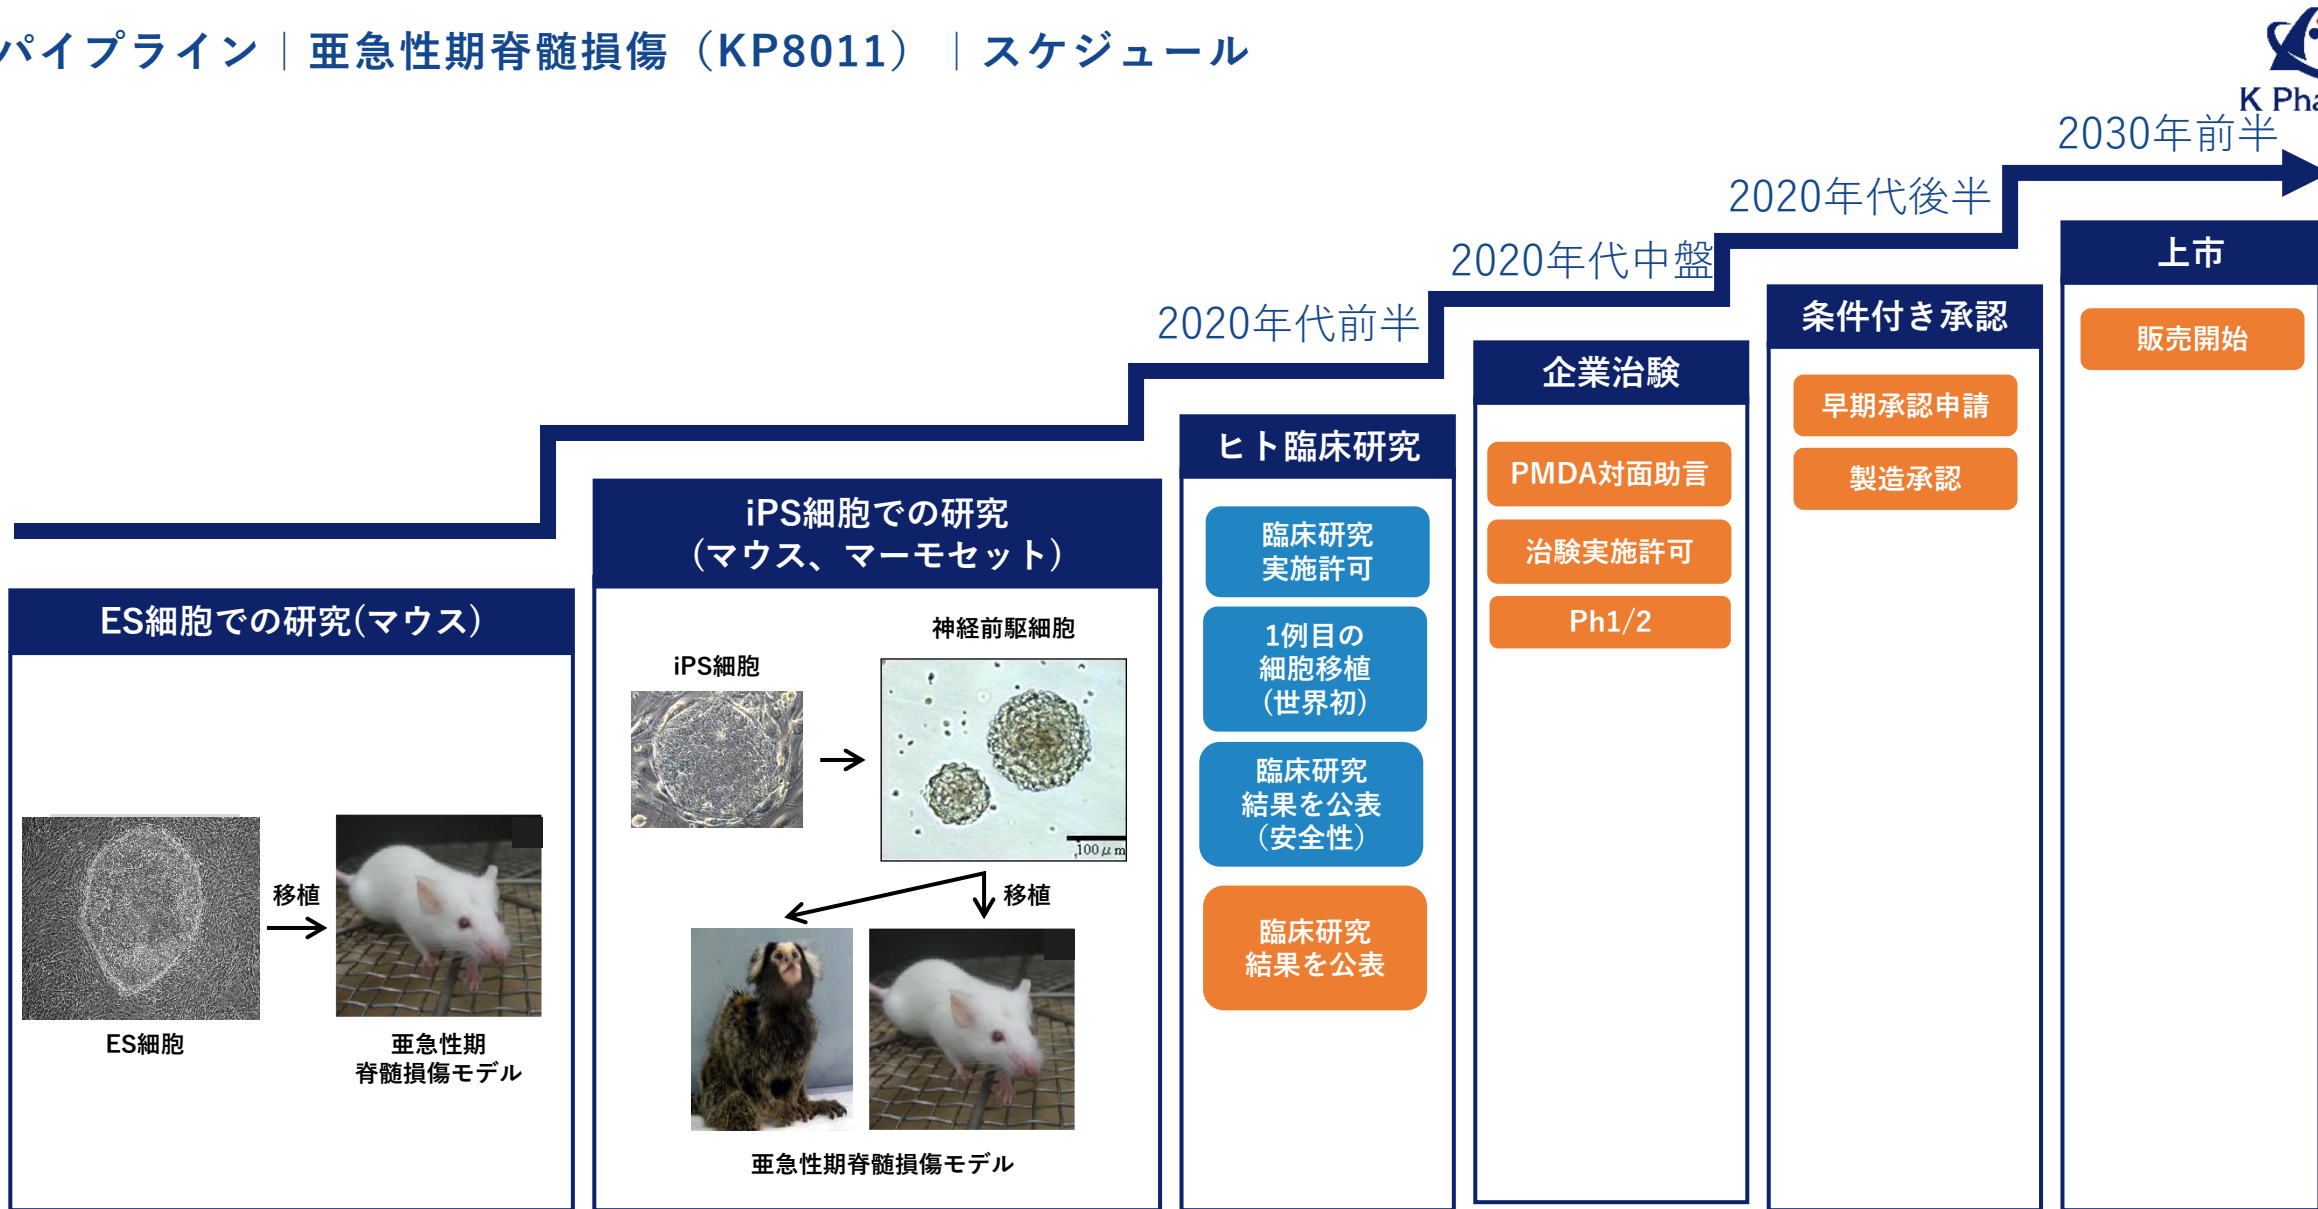 パイプライン｜亜急性期脊髄損傷（KP8011）｜スケジュール
K Pha
2030年前半
2020年代後半
2020年代中盤
2020年代前半
ES細胞での研究(マウス)
移植
ES細胞
亜急性期
脊髄損傷モデル
iPS細胞での研究
(マウス、マーモセット)
iPS細胞
神経前駆細胞
100μm
移植
亜急性期脊髄損傷モデル
ヒト臨床研究
臨床研究
実施許可
1例目の
細胞移植
(世界初)
臨床研究
結果を公表
（安全性）
臨床研究
結果を公表
企業治験
PMDA対面助言
治験実施許可
Ph1/2
条件付き承認
早期承認申請
製造承認
上市
販売開始